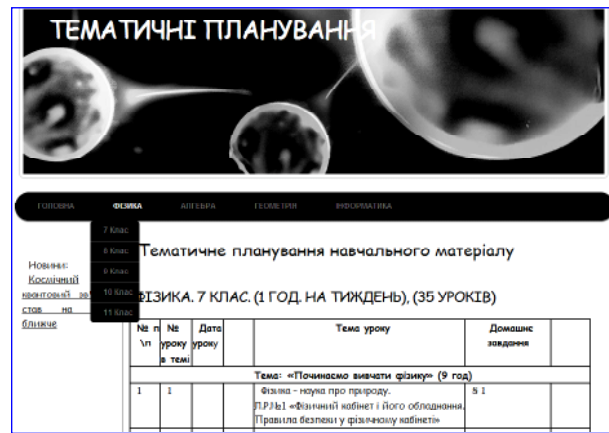 ТЕМАТИЧНІ ПЛАНУВАННЯ
ГОЛОВНА ФІЗИКА АЛГЕБРА ГЕОМЕТРІЯ ІНФОРМАТИКА
7 Клас
8 Клас
9 Клас
10 Клас
11 Клас
Новини:
Космічний
квантовий
став на
ближче
Тематичне планування навчального матеріалу
ФІЗИКА. 7 КЛАС. (1 ГОД. НА ТИЖДЕНЬ), (35 УРОКІВ)
№ п № Дата Тема уроку Домашнє
\п уроку уроку завдання
в темі
Тема: «Починаємо вивчати фізику» (9 год)
1 1 Фізика – наука про природу. § 1
Л.Р.№1 «Фізичний кабінет і його обладнання.
Правила безпеки у фізичному кабінеті»